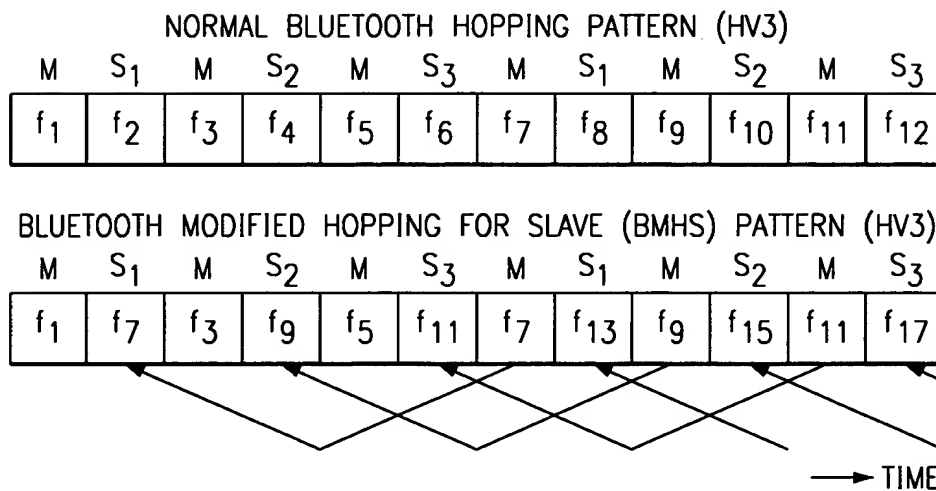 NORMAL BLUETOOTH HOPPING PATTERN (HV3)
M S1 M S2 M S3 M S1 M S2 M S3
f1 f2 f3 f4 f5 f6 f7 f8 f9 f10 f11 f12
BLUETOOTH MODIFIED HOPPING FOR SLAVE (BMHS) PATTERN (HV3)
M S1 M S2 M S3 M S1 M S2 M S3
f1 f7 f3 f9 f5 f11 f7 f13 f9 f15 f11 f17
TIME